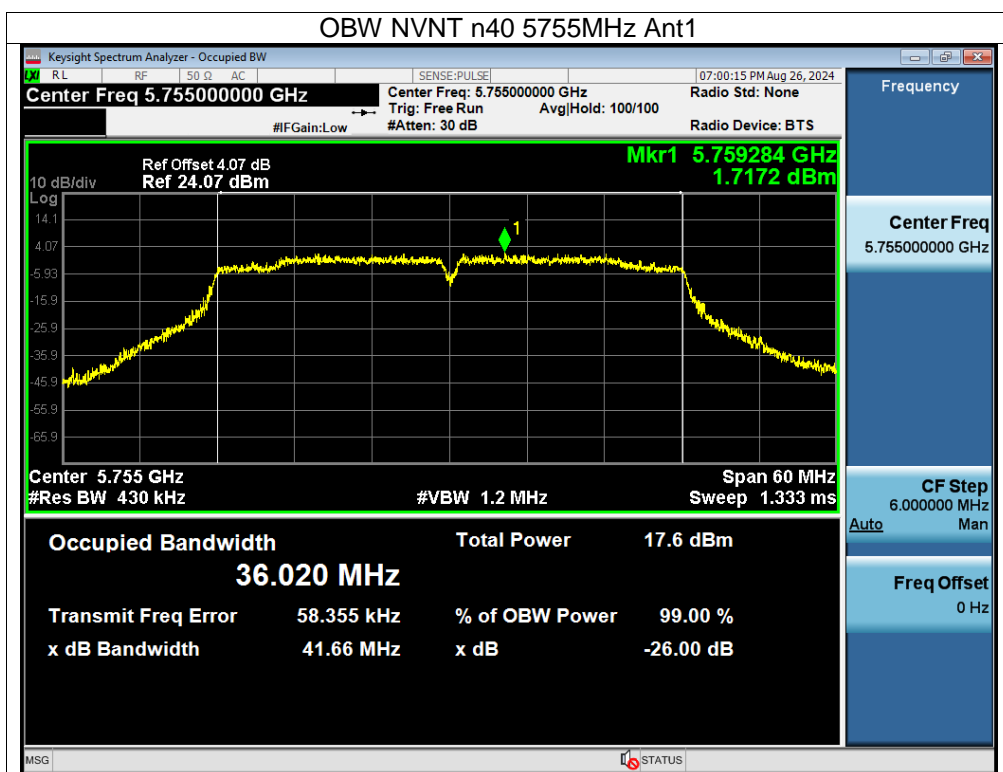 OBW NVNT n40 5755MHz Ant1
Keysight Spectrum Analyzer - Occupied BW
LXI RL RF 50 Ω AC SENSE:PULSE 07:00:15 PM Aug 26, 2024
Center Freq 5.755000000 GHz
Center Freq: 5.755000000 GHz Radio Std: None
Trig: Free Run Avg|Hold: 100/100
#IFGain:Low #Atten: 30 dB Radio Device: BTS
Mkr1 5.759284 GHz
1.7172 dBm
Ref Offset 4.07 dB
10 dB/div Ref 24.07 dBm
Log
14.1
4.07
-5.93
-15.9
-25.9
-35.9
-45.9
-55.9
-65.9
1
Center 5.755 GHz Span 60 MHz
#Res BW 430 kHz #VBW 1.2 MHz Sweep 1.333 ms
Occupied Bandwidth Total Power 17.6 dBm
36.020 MHz
Transmit Freq Error 58.355 kHz % of OBW Power 99.00 %
x dB Bandwidth 41.66 MHz x dB -26.00 dB
Frequency
Center Freq
5.755000000 GHz
CF Step
6.000000 MHz
Auto Man
Freq Offset
0 Hz
MSG STATUS